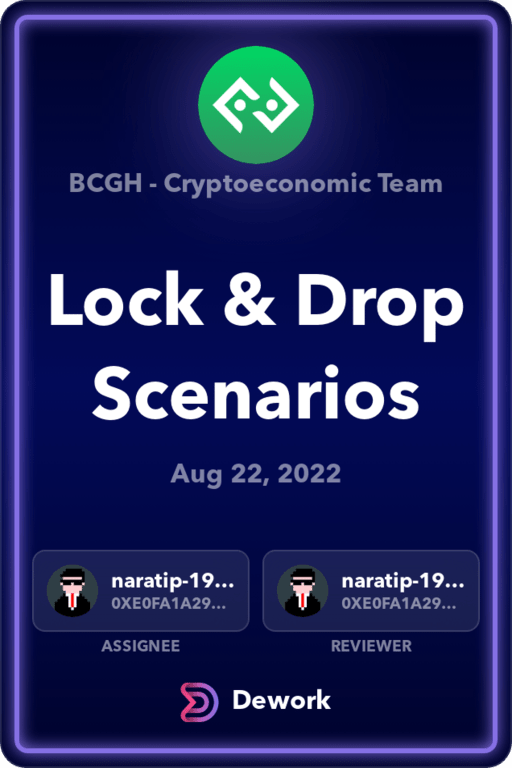 BCGH - Cryptoeconomic Team
Lock & Drop
Scenarios
Aug 22, 2022
naratip-19...
0XE0FA1A29...
naratip-19...
0XE0FA1A29...
ASSIGNEE
REVIEWER
Dework